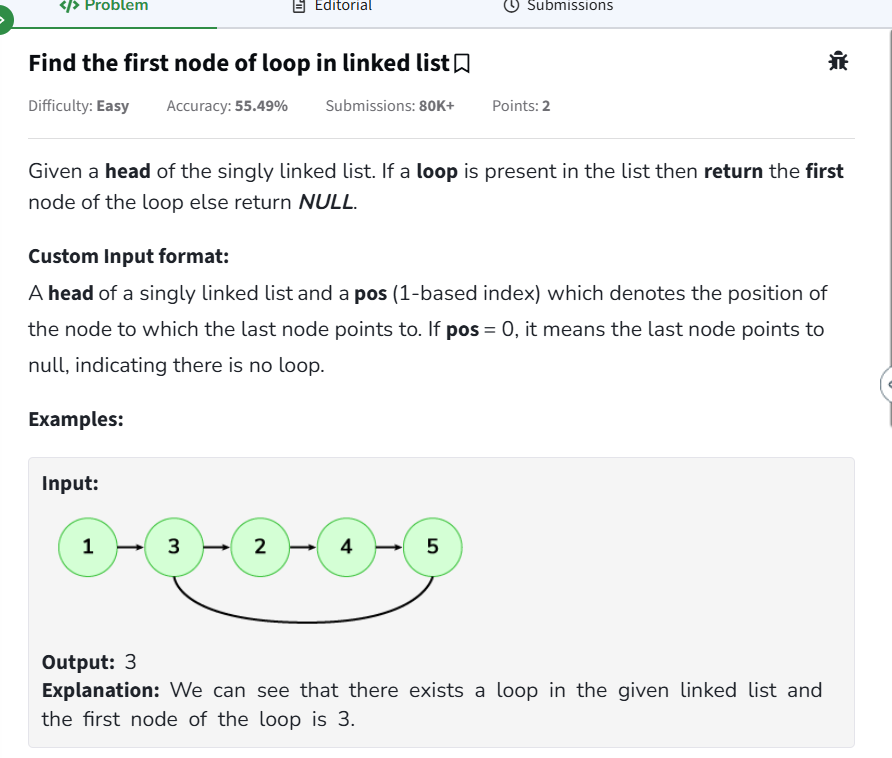 </> Problem
Editorial
Submissions
Find the first node of loop in linked list
Difficulty: Easy Accuracy: 55.49% Submissions: 80K+ Points: 2
Given a head of the singly linked list. If a loop is present in the list then return the first
node of the loop else return NULL.
Custom Input format:
A head of a singly linked list and a pos (1-based index) which denotes the position of
the node to which the last node points to. If pos = 0, it means the last node points to
null, indicating there is no loop.
Examples:
Input:
1 3 2 4 5
Output: 3
Explanation: We can see that there exists a loop in the given linked list and
the first node of the loop is 3.